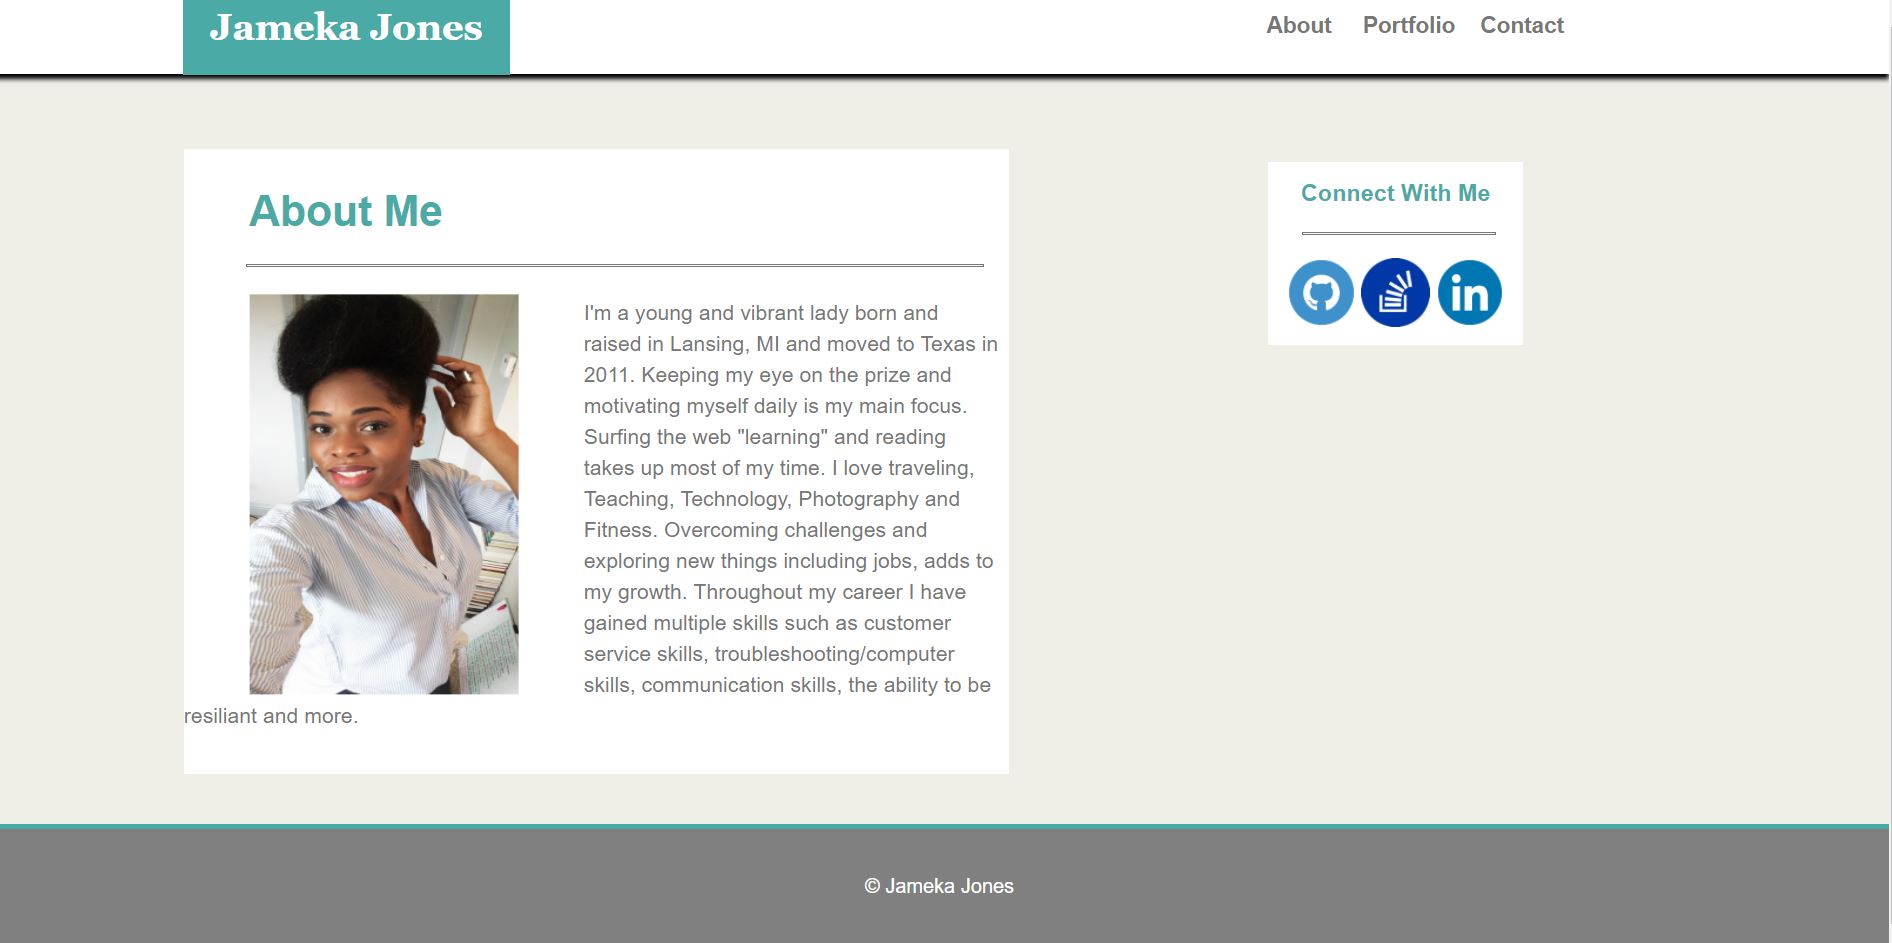 Jameka Jones
About Portfolio Contact
About Me
I'm a young and vibrant lady born and
raised in Lansing, MI and moved to Texas in
2011. Keeping my eye on the prize and
motivating myself daily is my main focus.
Surfing the web "learning" and reading
takes up most of my time. I love traveling,
Teaching, Technology, Photography and
Fitness. Overcoming challenges and
exploring new things including jobs, adds to
my growth. Throughout my career I have
gained multiple skills such as customer
service skills, troubleshooting/computer
skills, communication skills, the ability to be
resiliant and more.
Connect With Me
in
© Jameka Jones